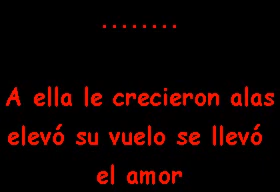 ........
A ella le crecieron alas
elevó su vuelo se llevó
el amor